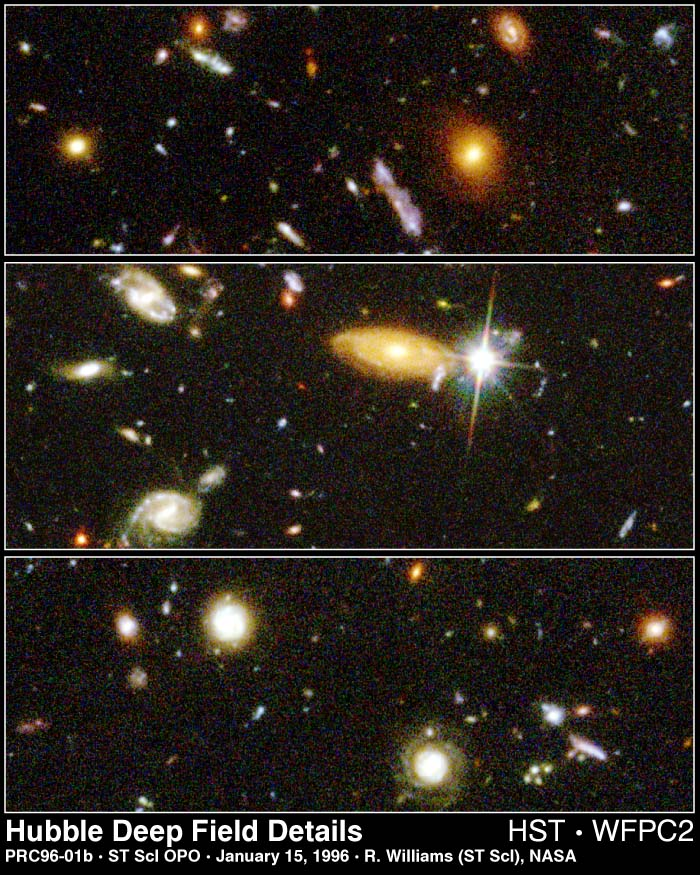 Hubble Deep Field Details HST • WFPC2
PRC96-01b • ST ScI OPO • January 15, 1996 • R. Williams (ST ScI), NASA